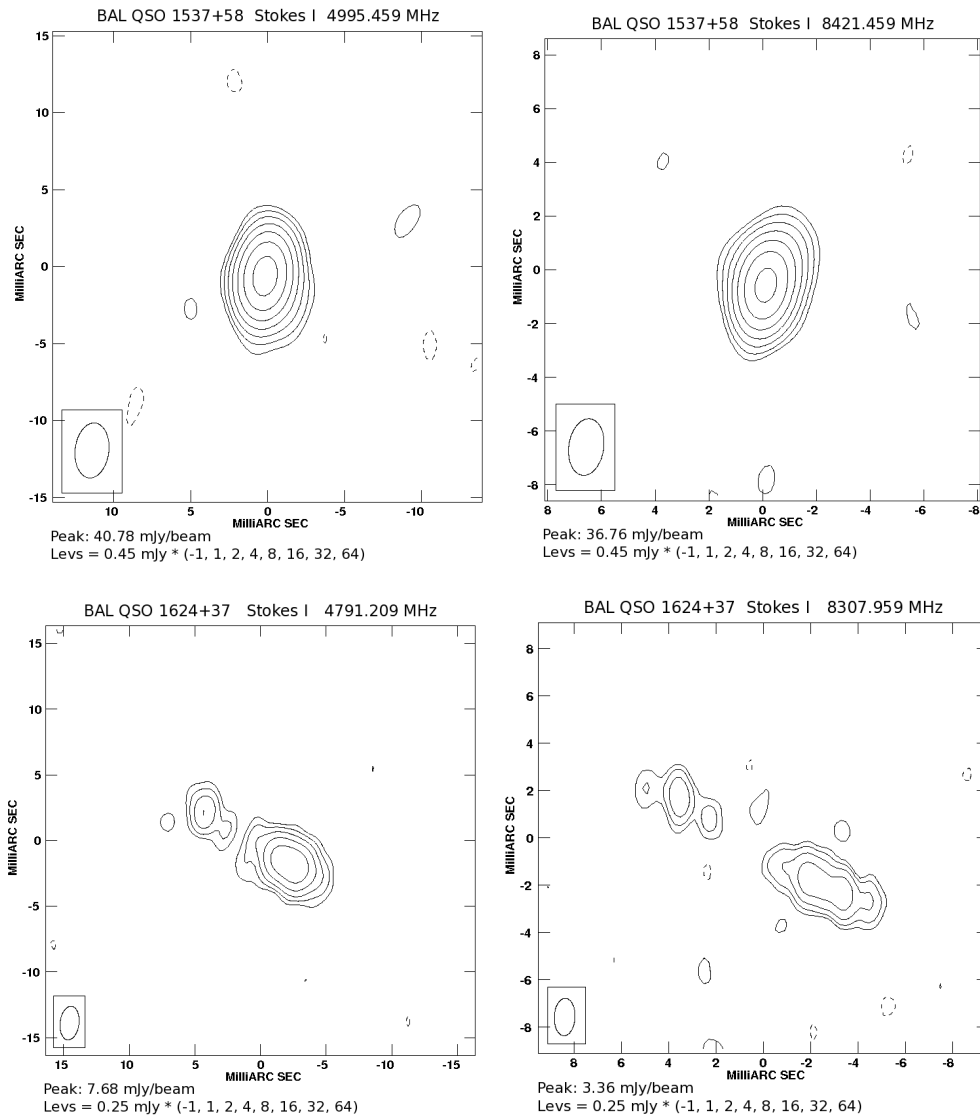 BAL QSO 1537+58 Stokes I 4995.459 MHz
15
10
5
0
-5
-10
-15
MilliARC SEC
10 5 0 -5 -10
MilliARC SEC
Peak: 40.78 mJy/beam
Levs = 0.45 mJy * (-1, 1, 2, 4, 8, 16, 32, 64)
BAL QSO 1537+58 Stokes I 8421.459 MHz
8
6
4
2
0
-2
-4
-6
-8
MilliARC SEC
8 6 4 2 0 -2 -4 -6 -8
MilliARC SEC
Peak: 36.76 mJy/beam
Levs = 0.45 mJy * (-1, 1, 2, 4, 8, 16, 32, 64)
BAL QSO 1624+37 Stokes I 4791.209 MHz
15
10
5
0
-5
-10
-15
MilliARC SEC
15 10 5 0 -5 -10 -15
MilliARC SEC
Peak: 7.68 mJy/beam
Levs = 0.25 mJy * (-1, 1, 2, 4, 8, 16, 32, 64)
BAL QSO 1624+37 Stokes I 8307.959 MHz
8
6
4
2
0
-2
-4
-6
-8
MilliARC SEC
8 6 4 2 0 -2 -4 -6 -8
MilliARC SEC
Peak: 3.36 mJy/beam
Levs = 0.25 mJy * (-1, 1, 2, 4, 8, 16, 32, 64)